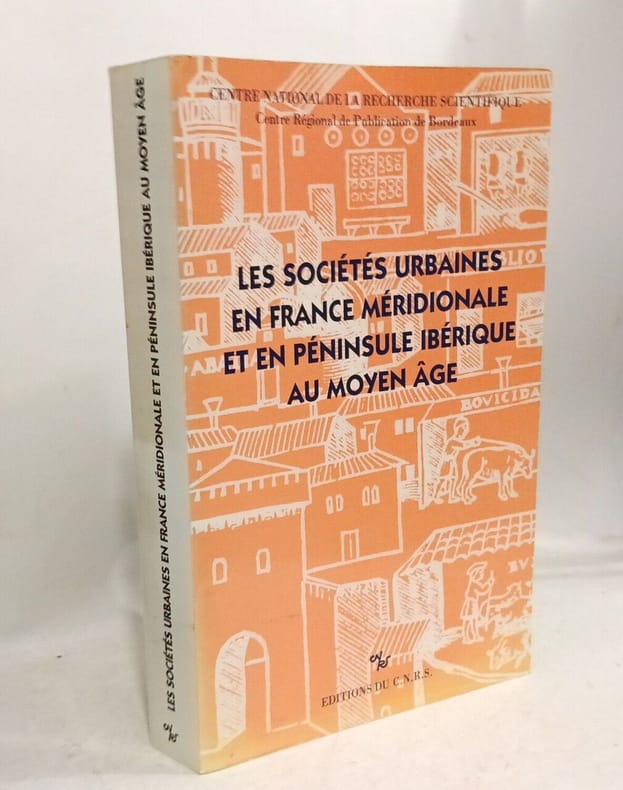 LES SOCIÉTÉS URBAINES EN FRANCE MÉRIDIONALE ET EN PÉNINSULE IBÉRIQUE AU MOYEN ÂGE
CENTRE NATIONAL DE LA RECHERCHE SCIENTIFIQUE
Centre Régional de Publication de Bordeaux
LES SOCIÉTÉS URBAINES
EN FRANCE MÉRIDIONALE
ET EN PÉNINSULE IBÉRIQUE
AU MOYEN ÂGE
BOVICIDA
EDITIONS DU C.N.R.S.